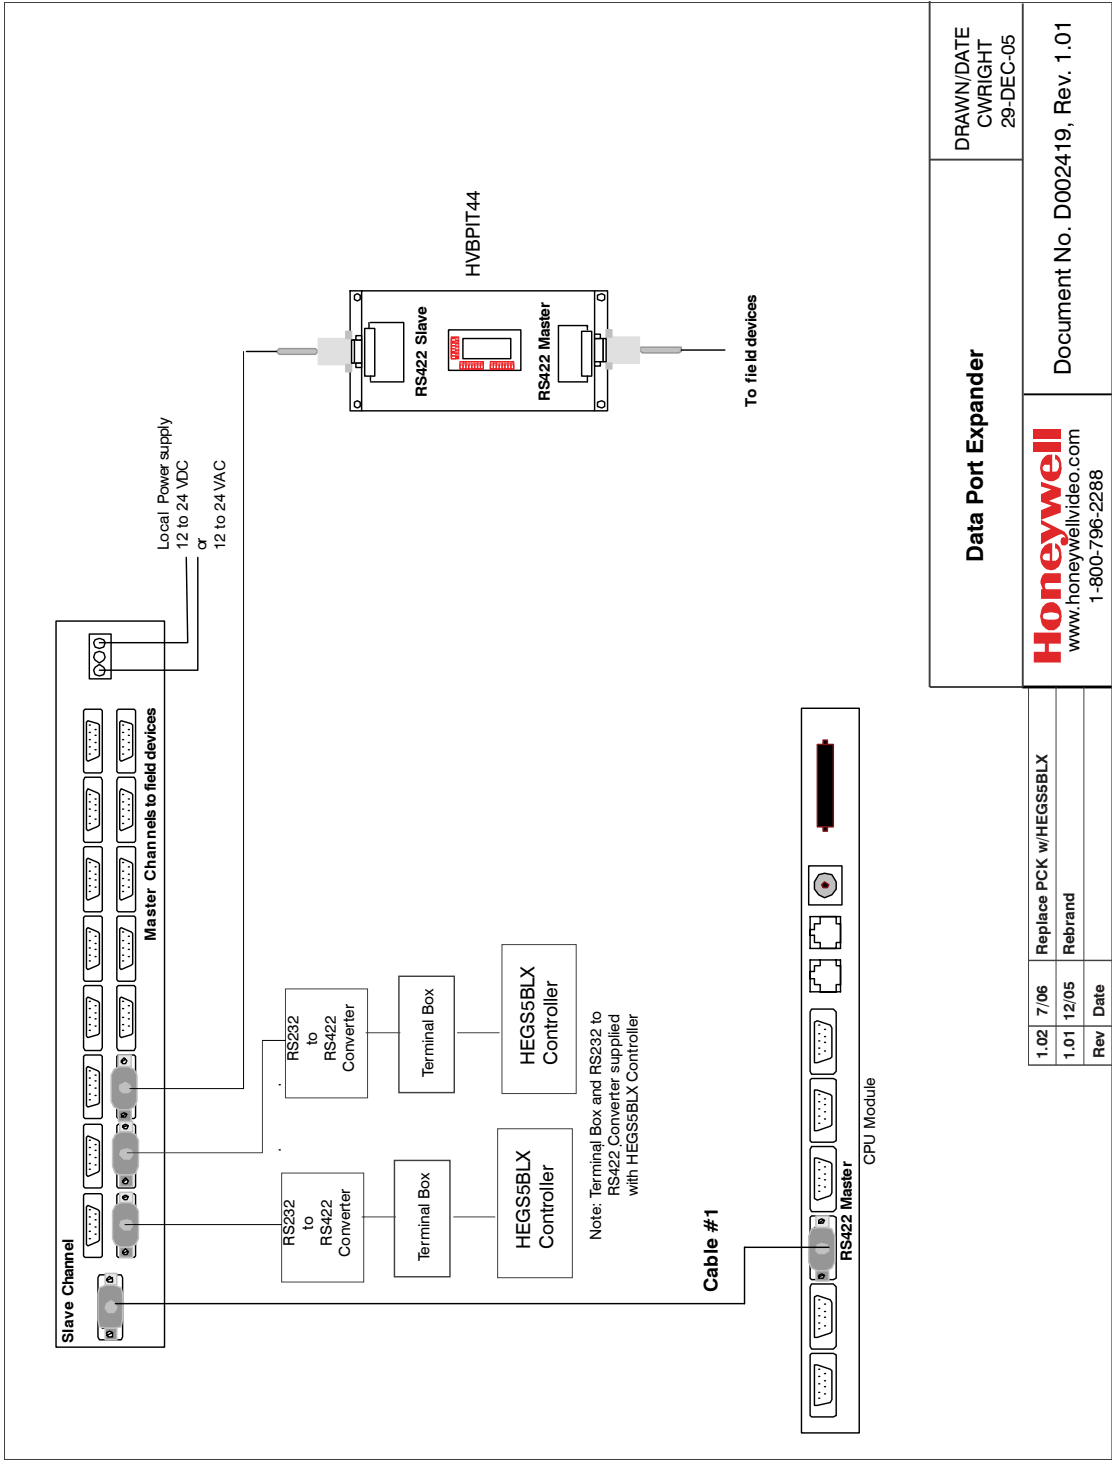 Slave Channel
Master Channels to field devices
Local Power supply
12 to 24 VDC
or
12 to 24 VAC
RS232
to
RS422
Converter
Terminal Box
HEGS5BLX
Controller
RS232
to
RS422
Converter
Terminal Box
HEGS5BLX
Controller
Note: Terminal Box and RS232 to
RS422 Converter supplied
with HEGS5BLX Controller
HVBPIT44
RS422 Slave
RS422 Master
To field devices
Cable #1
RS422 Master
CPU Module
1.02 7/06 Replace PCK w/HEGS5BLX
1.01 12/05 Rebrand
Rev Date
Data Port Expander
DRAWN/DATE
CWRIGHT
29-DEC-05
Honeywell
www.honeywellvideo.com
1-800-796-2288
Document No. D002419, Rev. 1.01